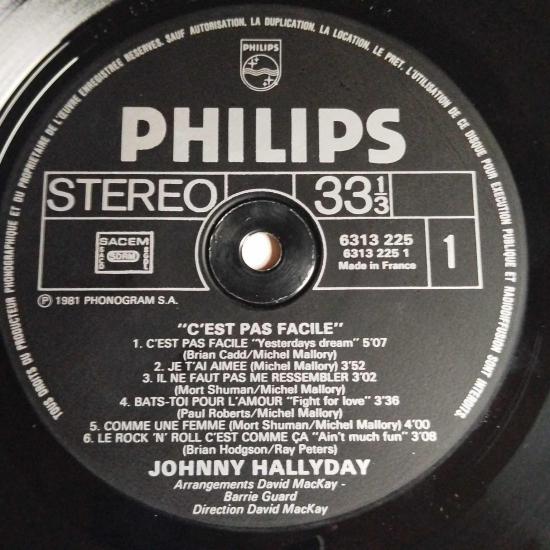 TOUS DROITS DU PRODUCTEUR PHONOGRAPHIQUE ET DU PROPRIETAIRE DE L'ŒUVRE ENREGISTREE RESERVES. SAUF AUTORISATION, LA DUPLICATION, LA LOCATION, LE PRET, L'UTILISATION DE CE DISQUE POUR EXECUTION PUBLIQUE ET RADIODIFFUSION SONT INTERDITS.
PHILIPS
PHILIPS
STEREO 33 1/3
SACEM
SACD SDRM SGDL
6313 225
6313 225 1
Made in France
1
℗ 1981 PHONOGRAM S.A.
"C'EST PAS FACILE"
1. C'EST PAS FACILE "Yesterdays dream" 5'07
(Brian Cadd/Michel Mallory)
2. JE T'AI AIMEE (Michel Mallory) 3'52
3. IL NE FAUT PAS ME RESSEMBLER 3'02
(Mort Shuman/Michel Mallory)
4. BATS-TOI POUR L'AMOUR "Fight for love" 3'36
(Paul Roberts/Michel Mallory)
5. COMME UNE FEMME (Mort Shuman/Michel Mallory) 4'00
6. LE ROCK 'N' ROLL C'EST COMME ÇA "Ain't much fun" 3'08
(Brian Hodgson/Ray Peters)
JOHNNY HALLYDAY
Arrangements David MacKay -
Barrie Guard
Direction David MacKay